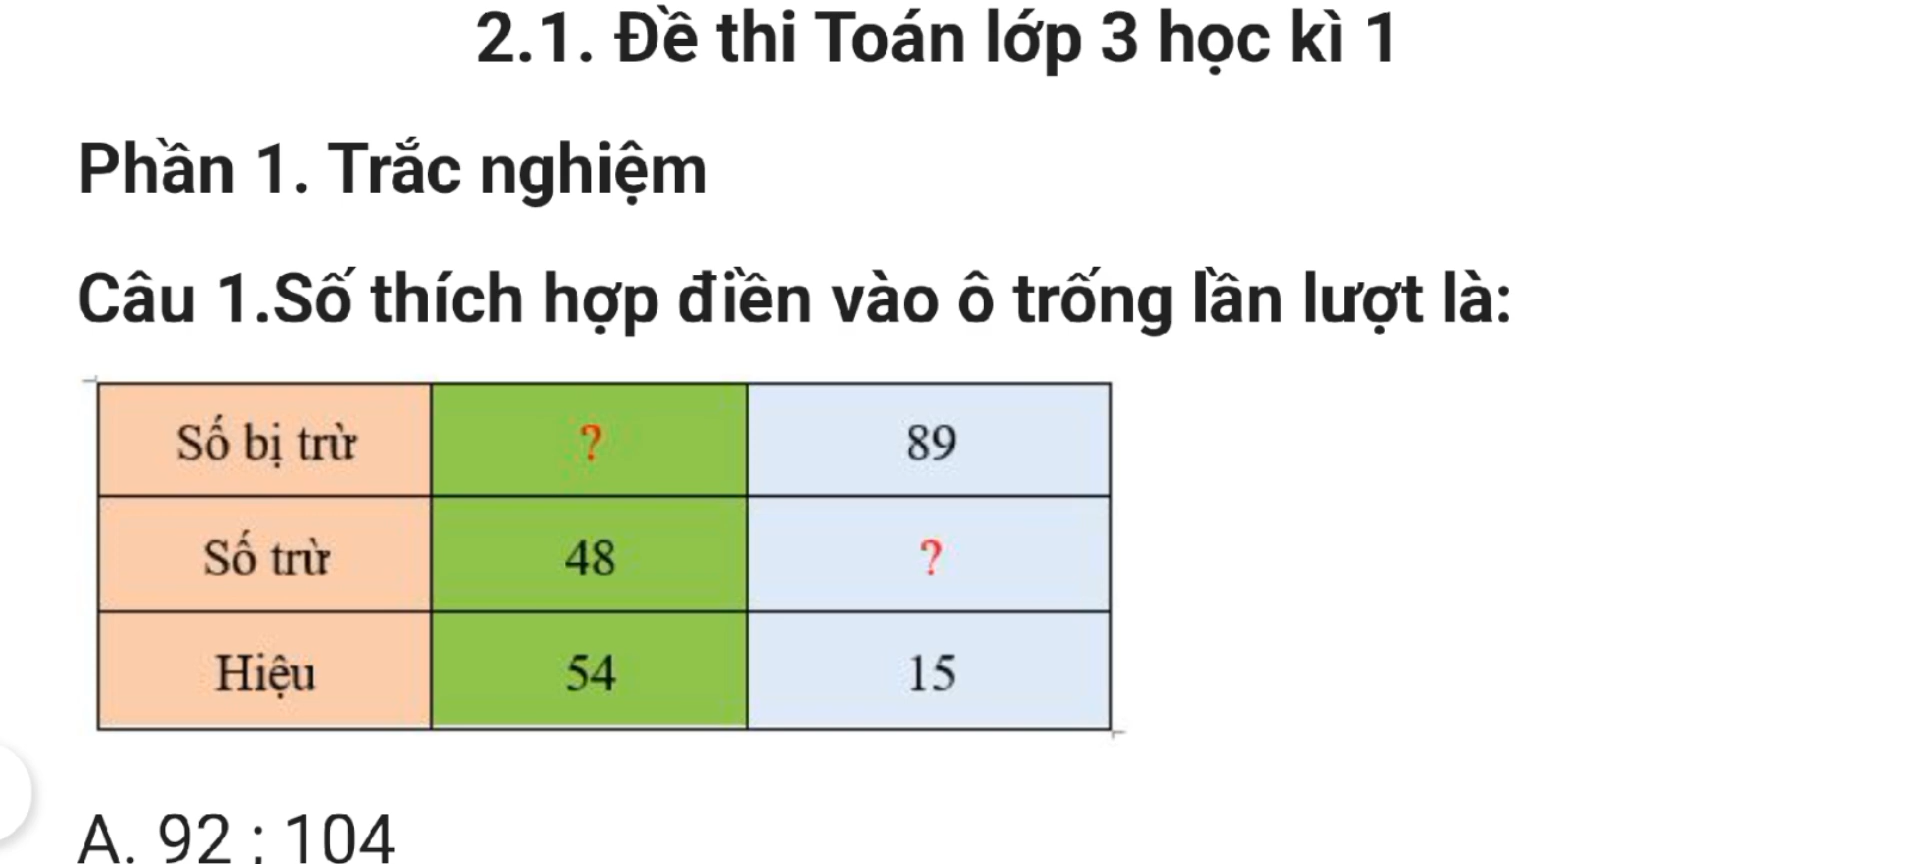 2.1. Đề thi Toán lớp 3 học kì 1
Phần 1. Trắc nghiệm
Câu 1.Số thích hợp điền vào ô trống lần lượt là:
Số bị trừ ? 89
Số trừ 48 ?
Hiệu 54 15
A. 92 ; 104